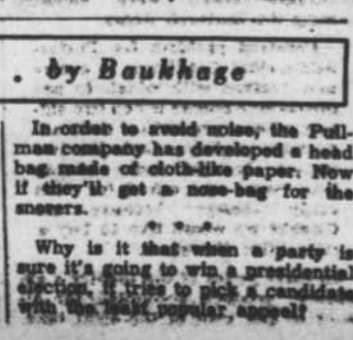 . by Baukhage
In order to avoid noise, the Pull-
man company has developed a head
bag made of cloth-like paper. Now
if they'll get a nose-bag for the
snorers.
* * *
Why is it that when a party is
sure it's going to win a presidential
election, it tries to pick a candidate
with the least popular appeal?